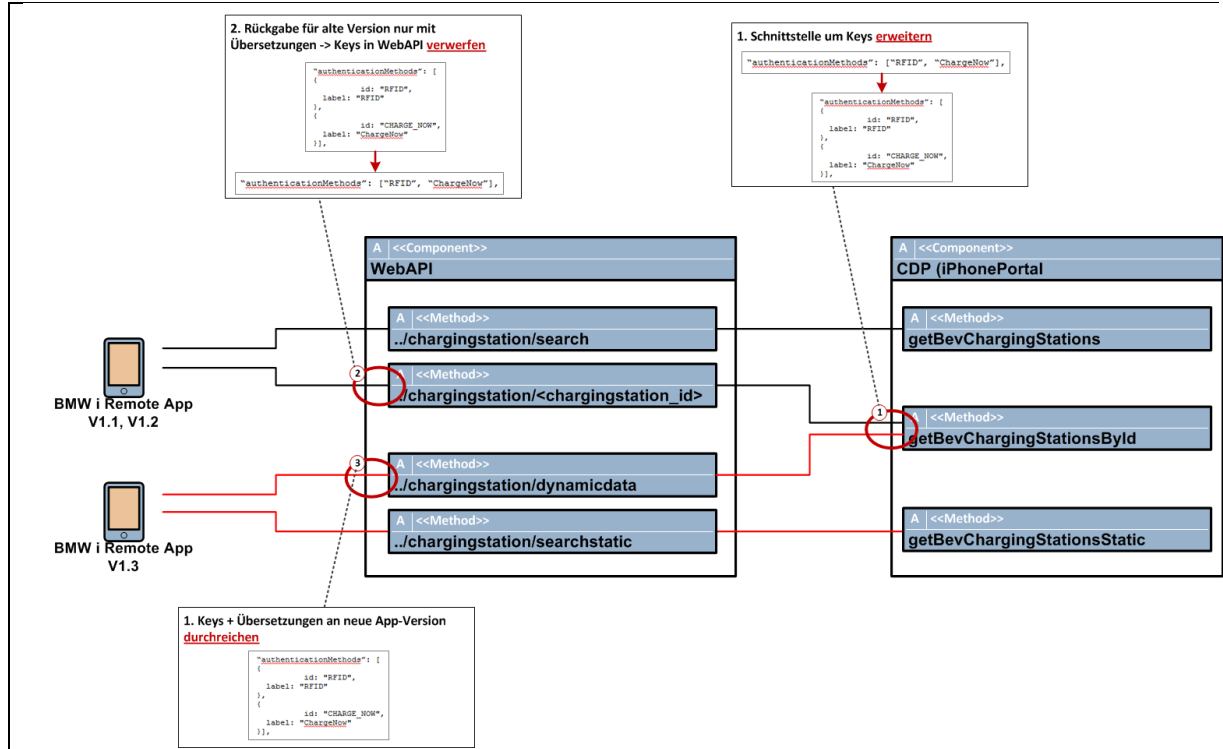 2. Rückgabe für alte Version nur mit
Übersetzungen -> Keys in WebAPI verwerfen
"authenticationMethods": [
{
id: "RFID",
label: "RFID"
},
{
id: "CHARGE_NOW",
label: "ChargeNow"
}],
"authenticationMethods": ["RFID", "ChargeNow"],
1. Schnittstelle um Keys erweitern
"authenticationMethods": ["RFID", "ChargeNow"],
"authenticationMethods": [
{
id: "RFID",
label: "RFID"
},
{
id: "CHARGE_NOW",
label: "ChargeNow"
}],
A <<Component>>
WebAPI
A <<Method>>
../chargingstation/search
2
A <<Method>>
../chargingstation/<chargingstation_id>
3
A <<Method>>
../chargingstation/dynamicdata
A <<Method>>
../chargingstation/searchstatic
A <<Component>>
CDP (iPhonePortal
A <<Method>>
getBevChargingStations
1
A <<Method>>
getBevChargingStationsById
A <<Method>>
getBevChargingStationsStatic
BMW i Remote App
V1.1, V1.2
BMW i Remote App
V1.3
1. Keys + Übersetzungen an neue App-Version
durchreichen
"authenticationMethods": [
{
id: "RFID",
label: "RFID"
},
{
id: "CHARGE_NOW",
label: "ChargeNow"
}],